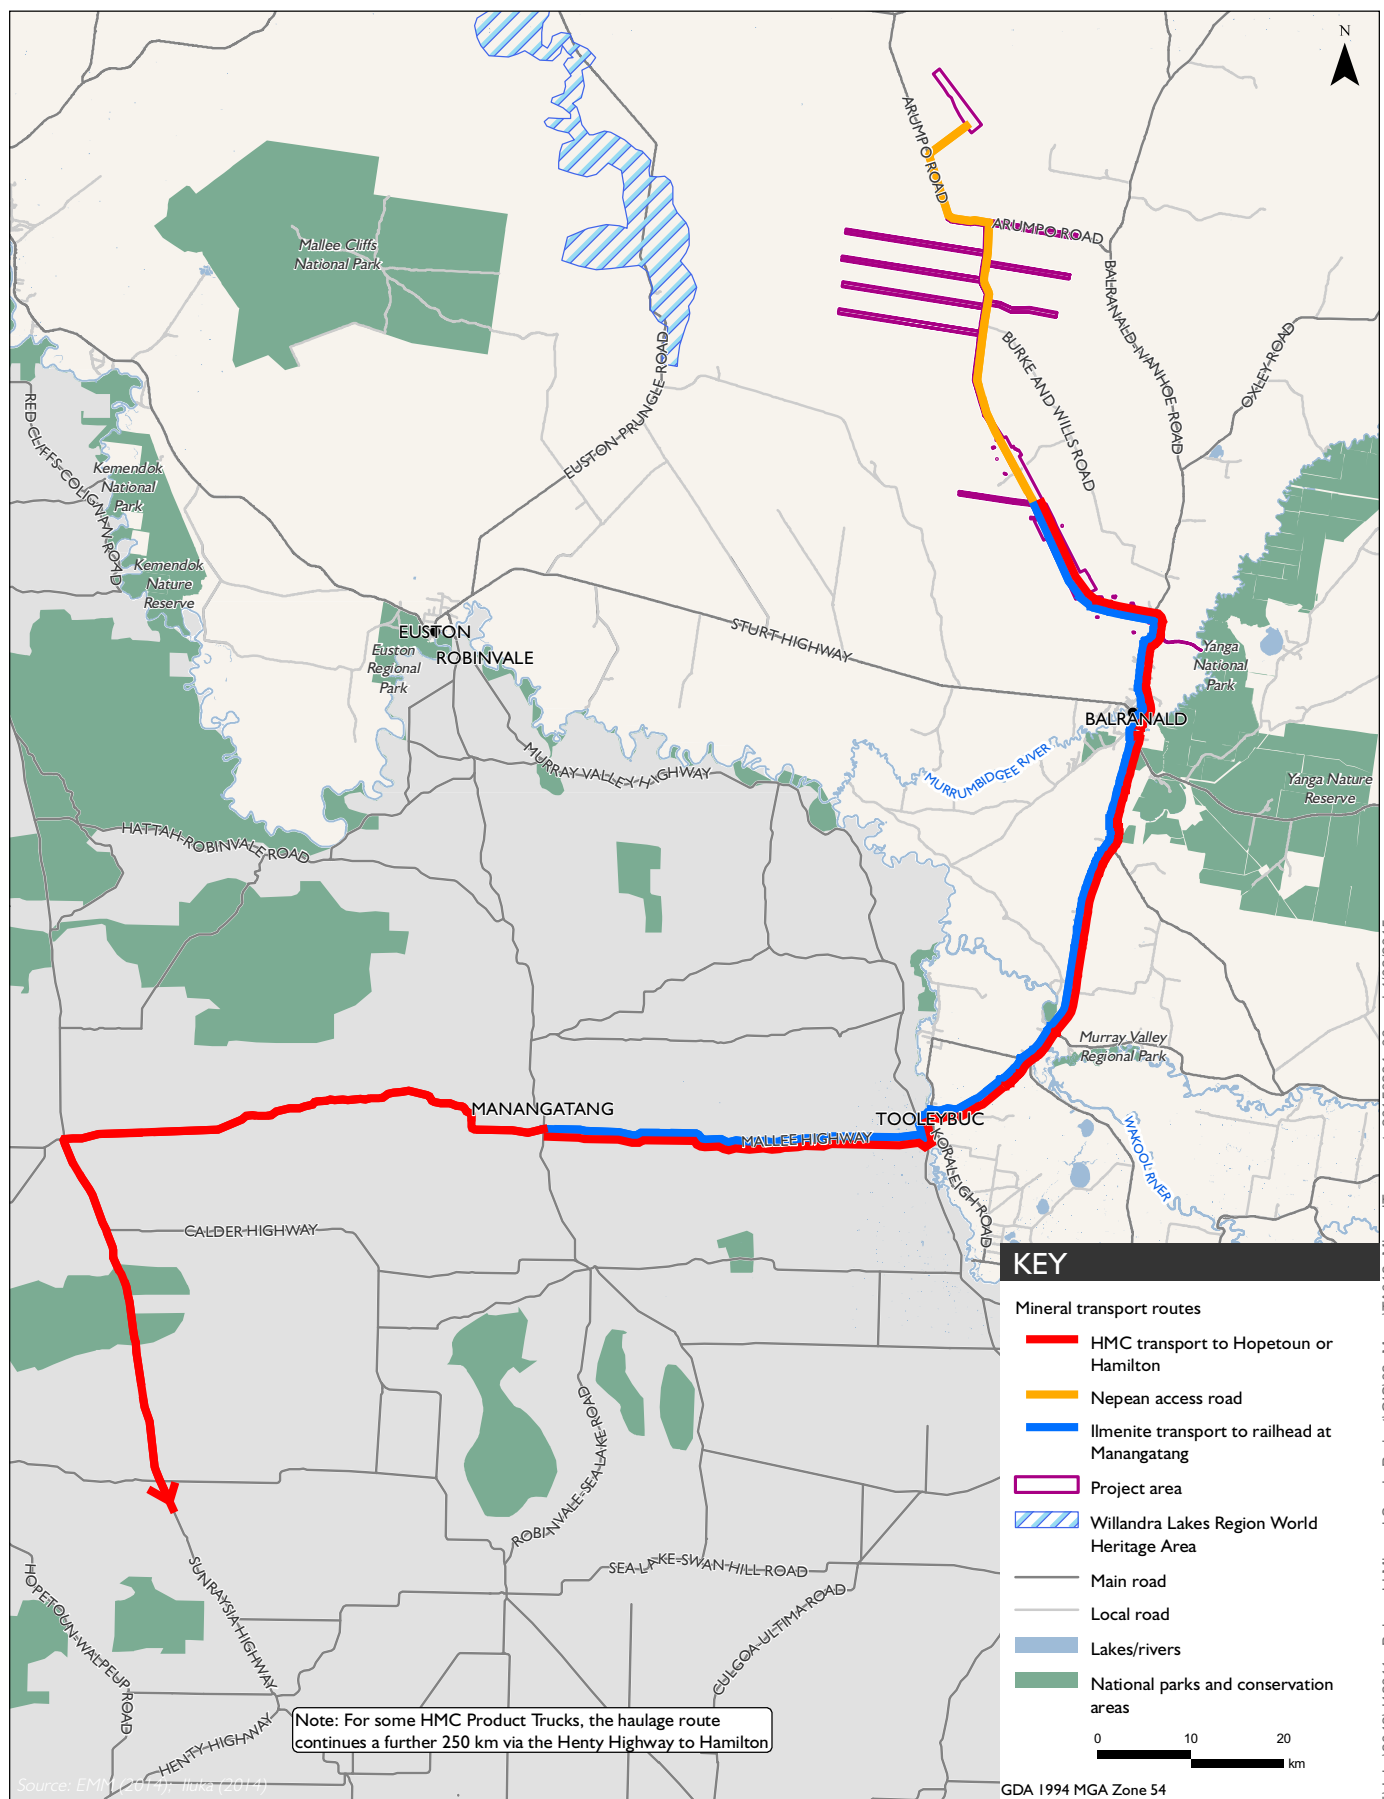 N
ARUMPO ROAD
ARUMPO ROAD
Mallee Cliffs
National Park
BALRANALD-IVANHOE-ROAD
BURKE AND WILLS ROAD
OXLEY-ROAD
EUSTON-PRUNGLE ROAD
RED-CLIFFS-COLIGNAN ROAD
Kemendok
National
Park
Kemendok
Nature
Reserve
EUSTON
ROBINVALE
Euston
Regional
Park
STURT-HIGHWAY
Yanga
National
Park
BALRANALD
MURRUMBIDGEE RIVER
MURRAY VALLEY HIGHWAY
Yanga Nature
Reserve
HATTAH-ROBINVALE ROAD
Murray Valley
Regional Park
MANANGATANG
TOOLEYBUC
MALLEE HIGHWAY
KORALEIGH ROAD
WAKOOL RIVER
CALDER HIGHWAY
ROBINVALE-SEA LAKE-ROAD
SEA LAKE-SWAN HILL ROAD
CULGOA-ULTIMA-ROAD
SUNRAYSIA HIGHWAY
HOPETOUN-WALPEUP ROAD
HENTY HIGHWAY
Note: For some HMC Product Trucks, the haulage route
continues a further 250 km via the Henty Highway to Hamilton
Source: EMM (2014); Iluka (2014)
KEY
Mineral transport routes
HMC transport to Hopetoun or
Hamilton
Nepean access road
Ilmenite transport to railhead at
Manangatang
Project area
Willandra Lakes Region World
Heritage Area
Main road
Local road
Lakes/rivers
National parks and conservation
areas
0 10 20
km
GDA 1994 MGA Zone 54